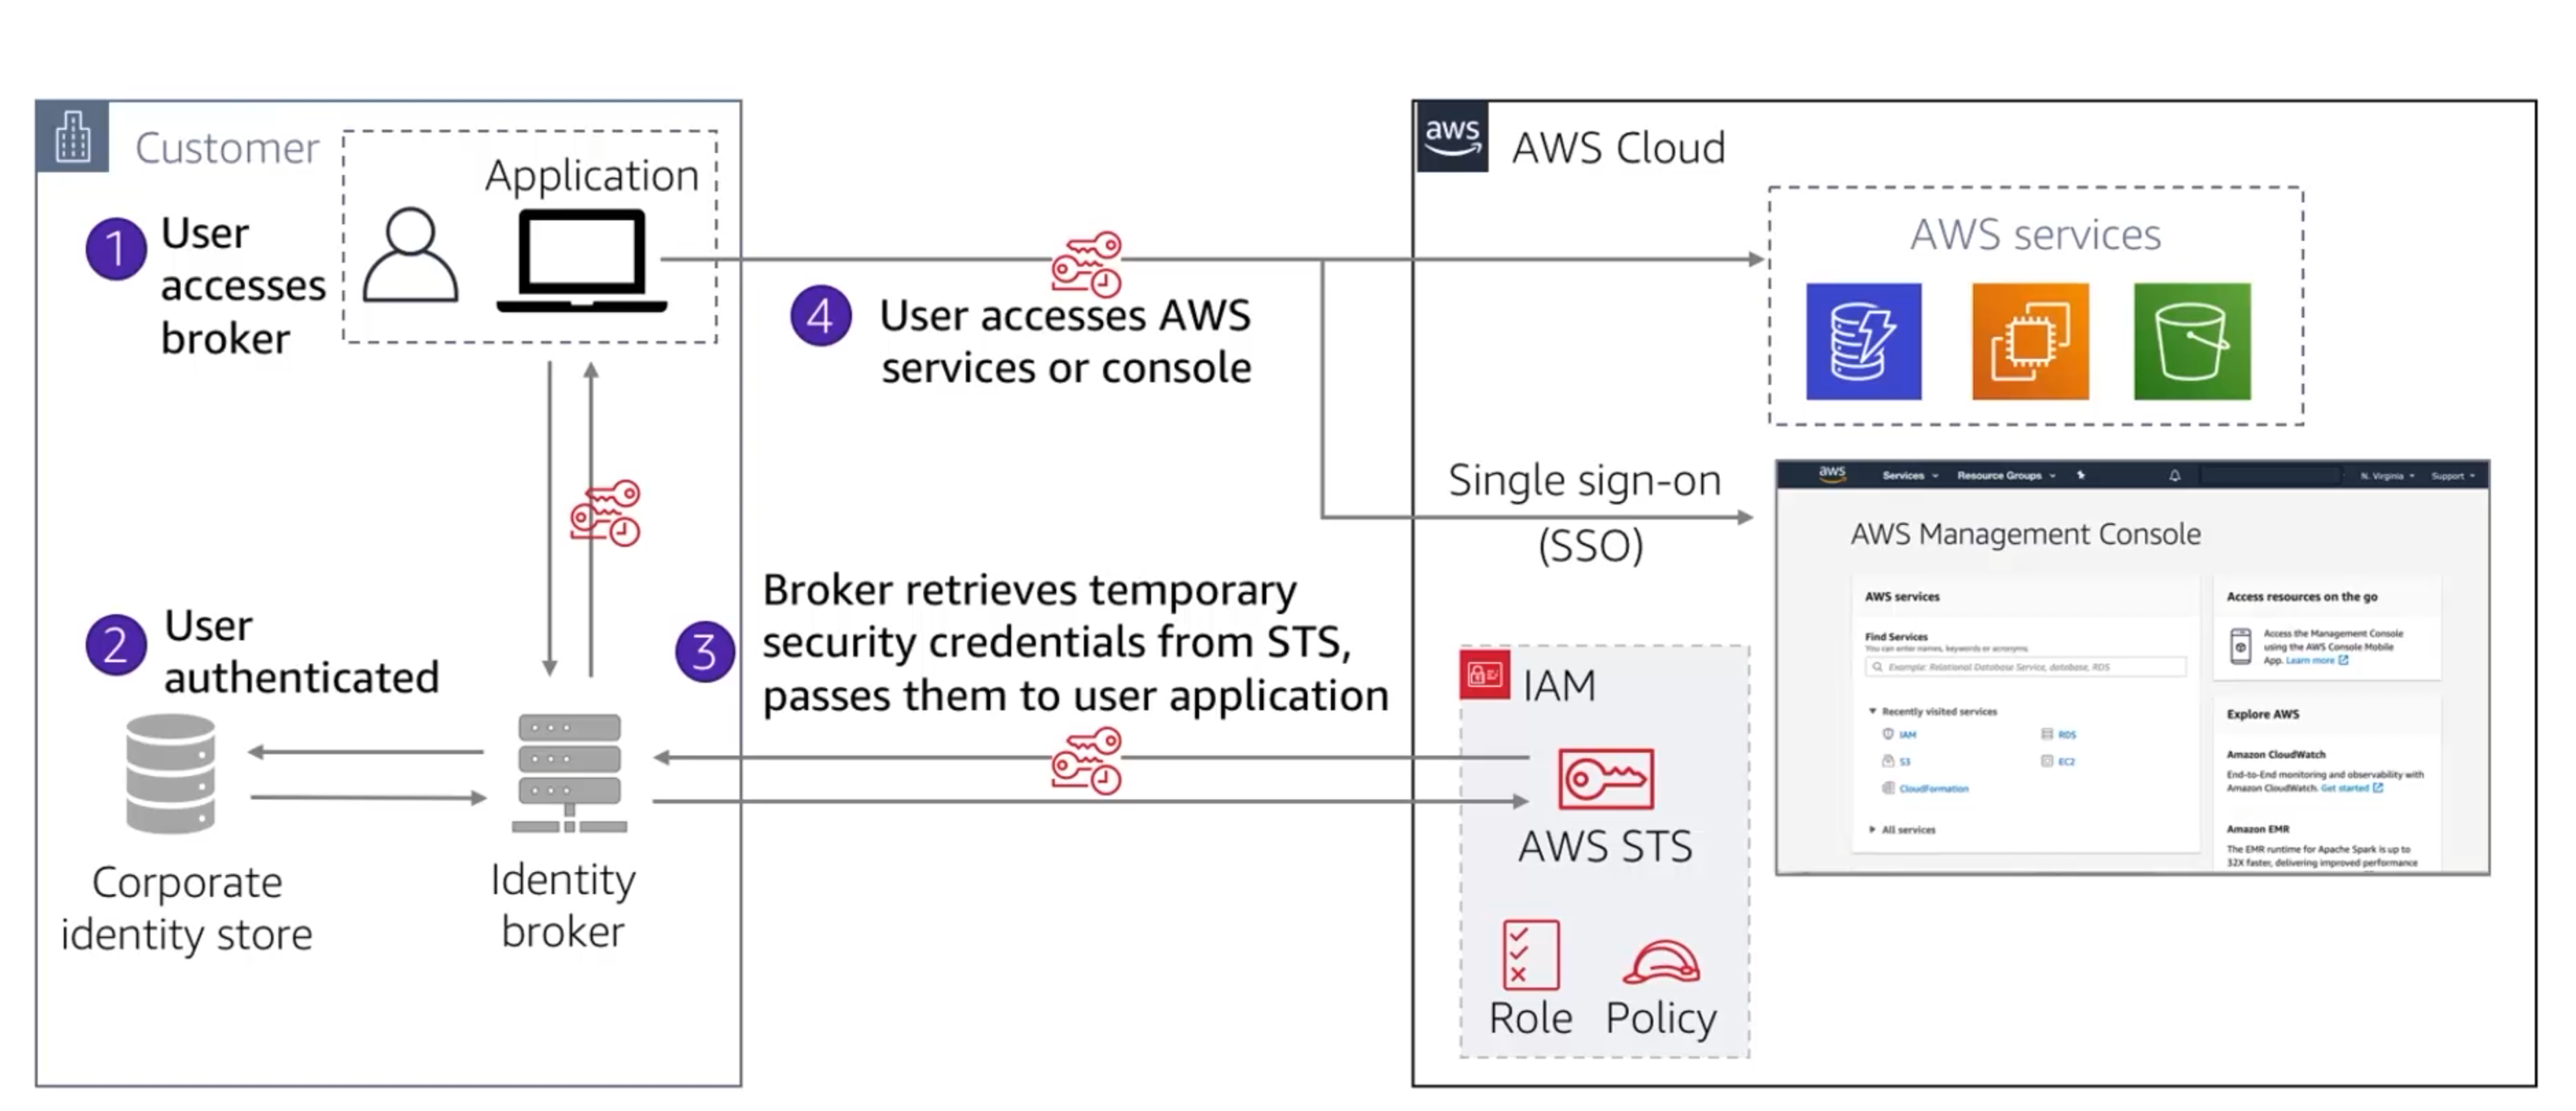 Customer
Application
1
User
accesses
broker
2
User
authenticated
Corporate
identity store
Identity
broker
3
Broker retrieves temporary
security credentials from STS,
passes them to user application
4
User accesses AWS
services or console
aws
AWS Cloud
AWS services
Single sign-on
(SSO)
IAM
AWS STS
Role
Policy
aws
Services
Resource Groups
N. Virginia
Support
AWS Management Console
AWS services
Find Services
You can enter names, keywords or acronyms.
Example: Relational Database Service, database, RDS
Recently visited services
IAM
RDS
S3
EC2
CloudFormation
All services
Access resources on the go
Access the Management Console
using the AWS Console Mobile
App. Learn more
Explore AWS
Amazon CloudWatch
End-to-End monitoring and observability with
Amazon CloudWatch. Get started
Amazon EMR
The EMR runtime for Apache Spark is up to
32X faster, delivering improved performance